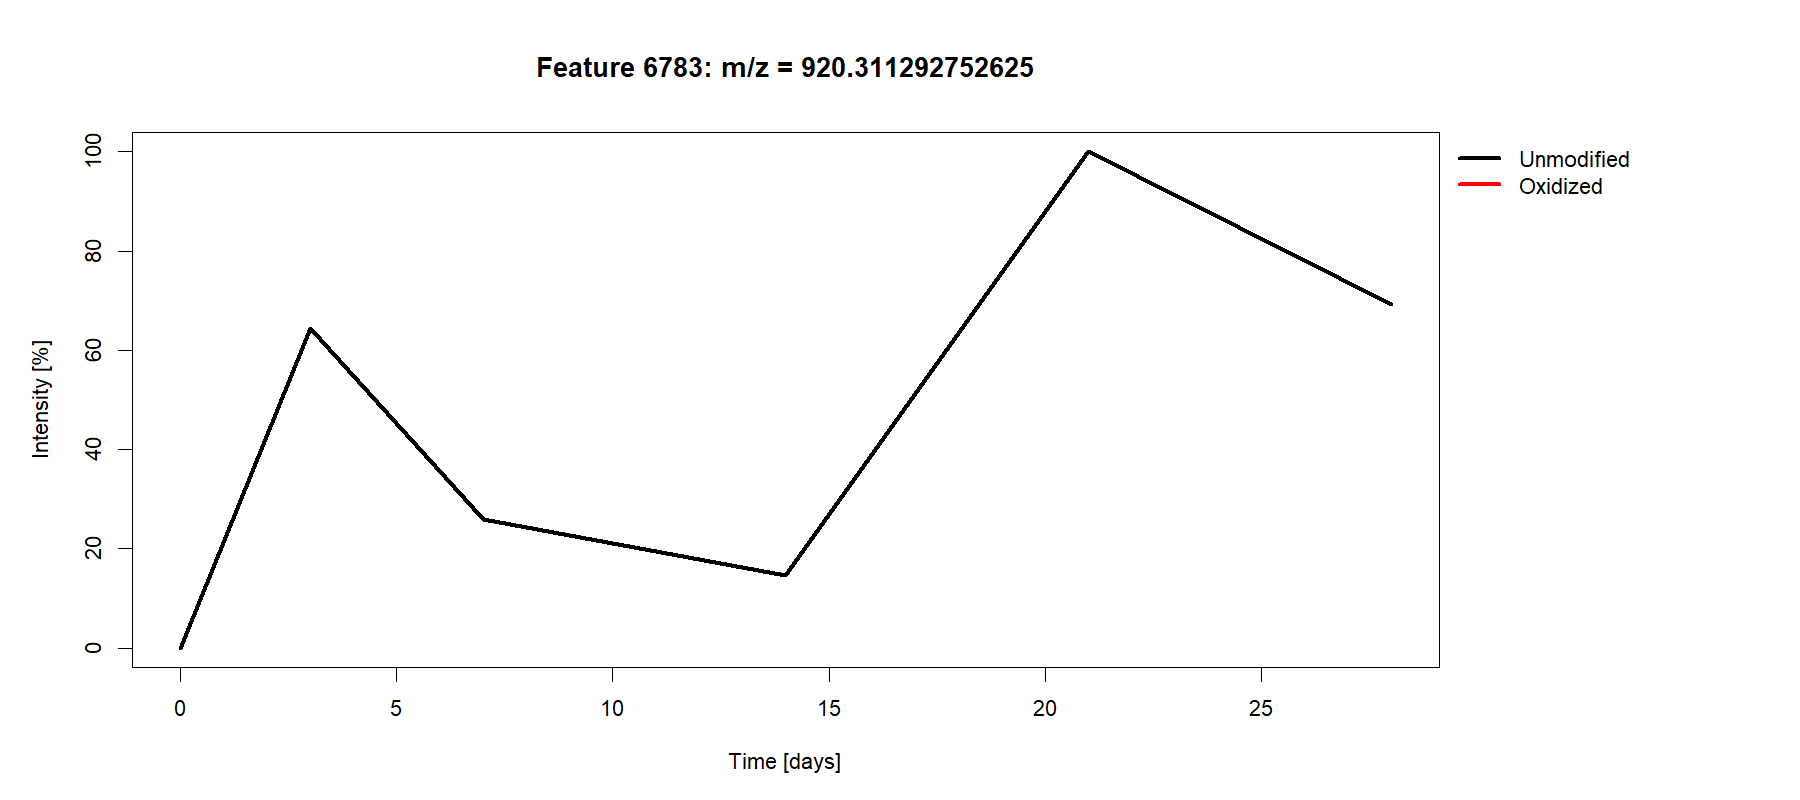 Feature 6783: m/z = 920.311292752625
Unmodified
Oxidized
Intensity [%]
100
80
60
40
20
0
0 5 10 15 20 25
Time [days]